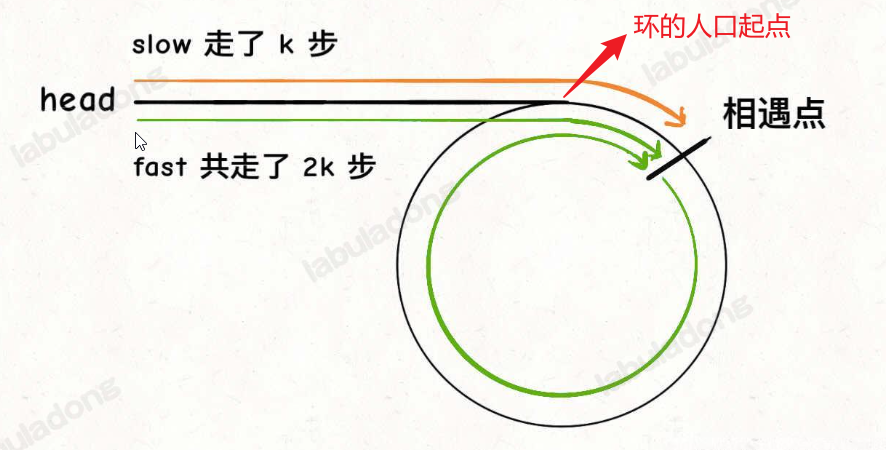 环的人口起点
slow 走了 k 步
head
相遇点
fast 共走了 2k 步
labuladong
labuladong
labuladong
labuladong
labuladong